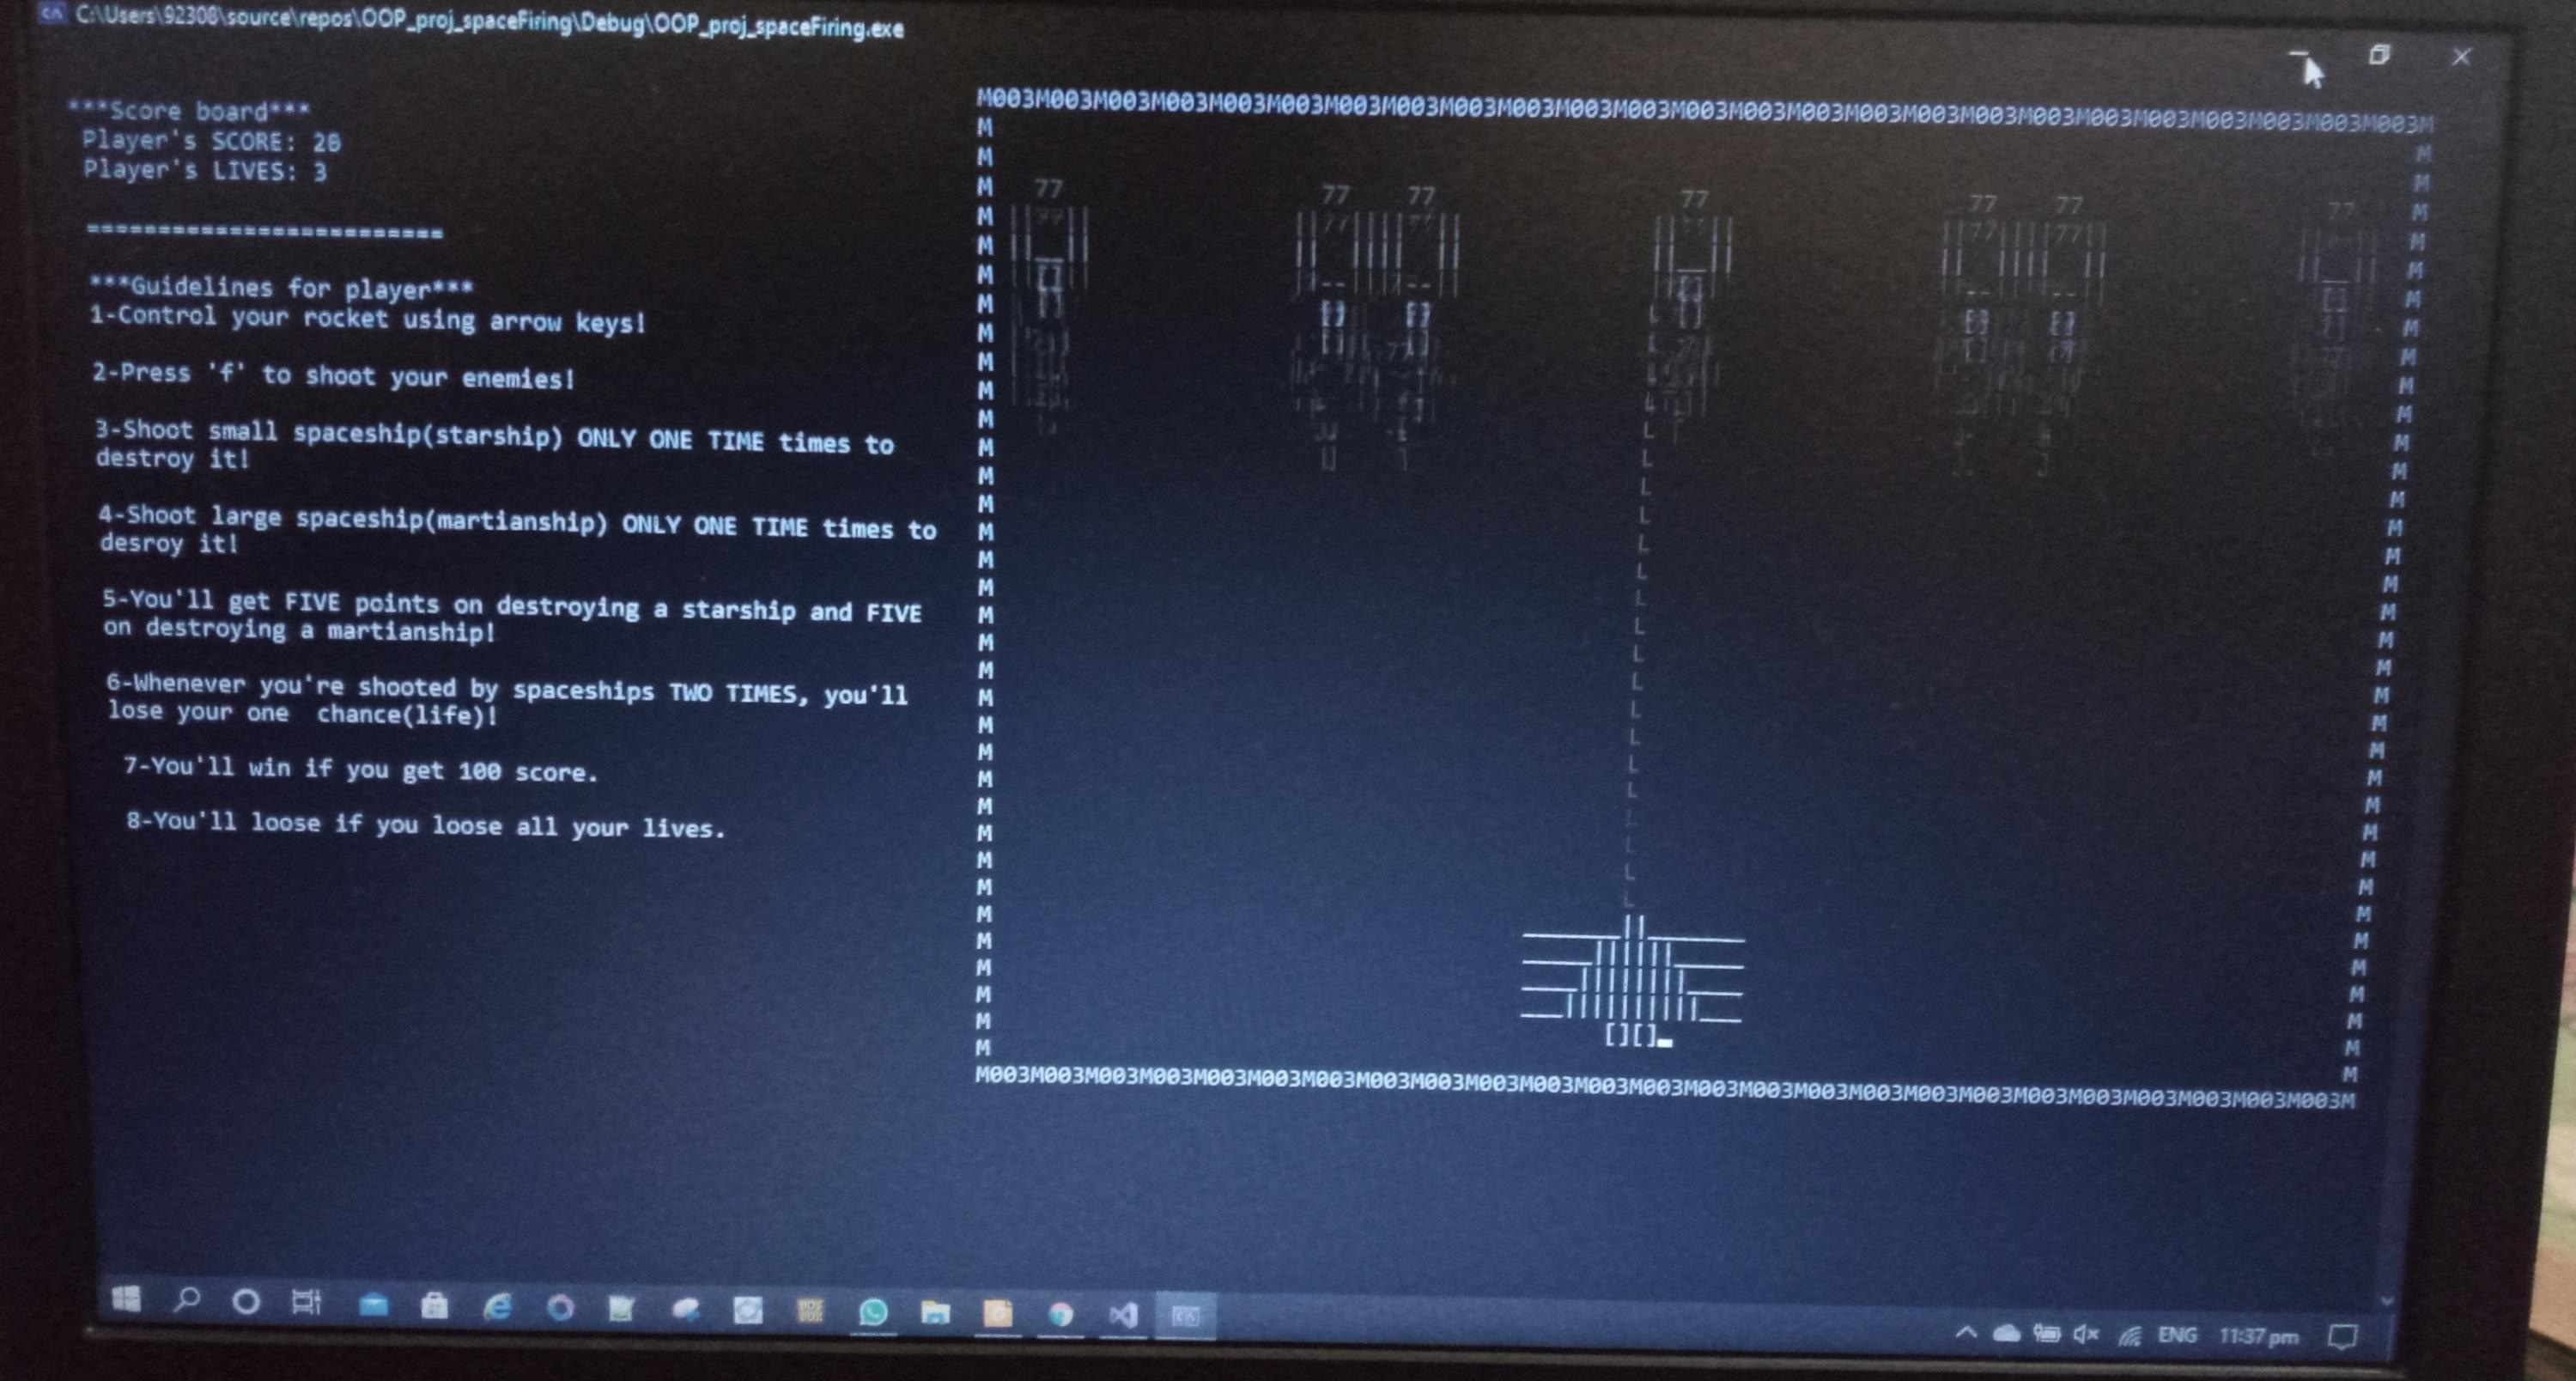 C:\Users\92308\source\repos\OOP_proj_spaceFiring\Debug\OOP_proj_spaceFiring.exe
***Score board***
Player's SCORE: 20
Player's LIVES: 3
=========================
***Guidelines for player***
1-Control your rocket using arrow keys!
2-Press 'f' to shoot your enemies!
3-Shoot small spaceship(starship) ONLY ONE TIME times to
destroy it!
4-Shoot large spaceship(martianship) ONLY ONE TIME times to
desroy it!
5-You'll get FIVE points on destroying a starship and FIVE
on destroying a martianship!
6-Whenever you're shooted by spaceships TWO TIMES, you'll
lose your one  chance(life)!
7-You'll win if you get 100 score.
8-You'll loose if you loose all your lives.
M003M003M003M003M003M003M003M003M003M003M003M003M003M003M003M003M003M003M003M003M003M003M003M003M003M
77 77 77 77 77 77 77
[][]
M003M003M003M003M003M003M003M003M003M003M003M003M003M003M003M003M003M003M003M003M003M003M003M003M003M
ENG 11:37 pm